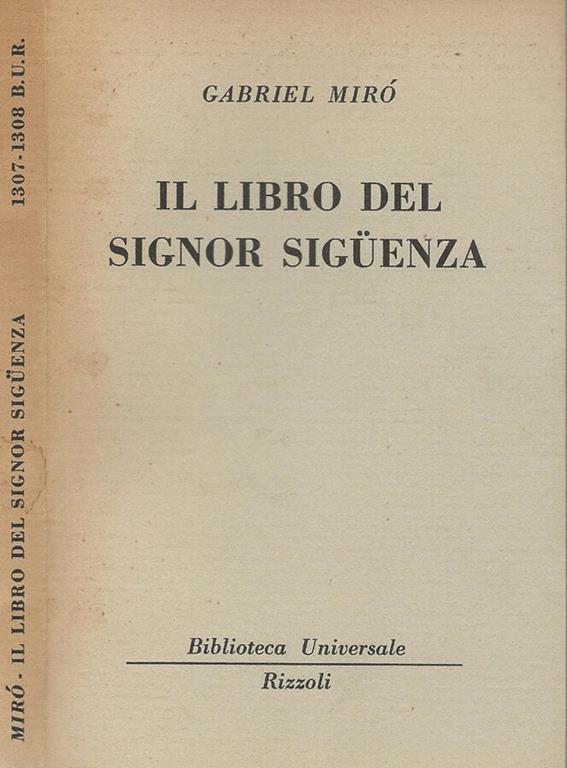 GABRIEL MIRÓ
IL LIBRO DEL
SIGNOR SIGÜENZA
Biblioteca Universale
Rizzoli
MIRÓ - IL LIBRO DEL SIGNOR SIGÜENZA 1307-1308 B.U.R.